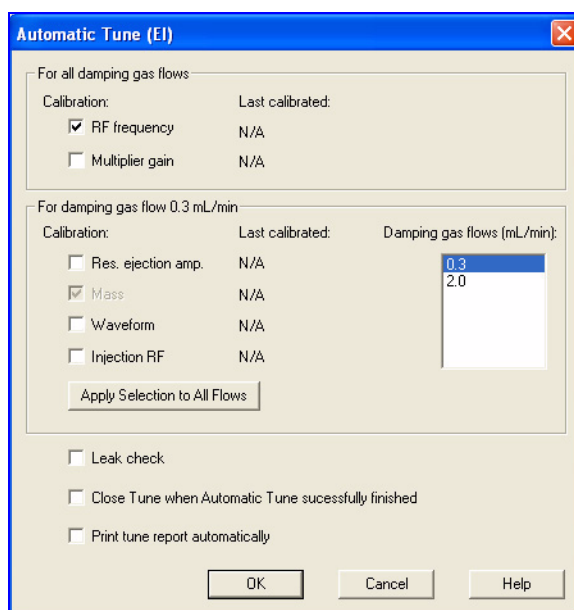 Automatic Tune (EI)
For all damping gas flows
Calibration: Last calibrated:
RF frequency N/A
Multiplier gain N/A
For damping gas flow 0.3 mL/min
Calibration: Last calibrated: Damping gas flows (mL/min):
Res. ejection amp. N/A 0.3
Mass N/A 2.0
Waveform N/A
Injection RF N/A
Apply Selection to All Flows
Leak check
Close Tune when Automatic Tune sucessfully finished
Print tune report automatically
OK Cancel Help